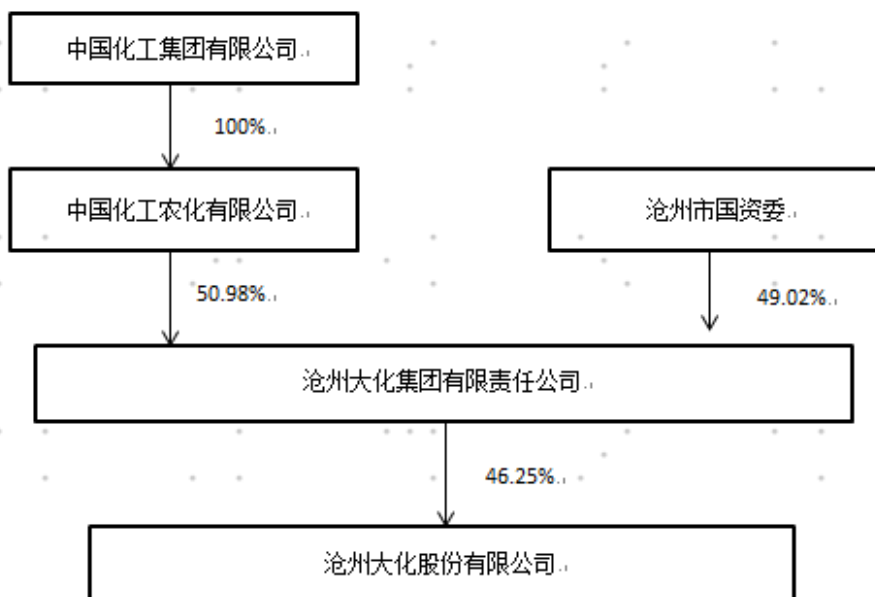 中国化工集团有限公司
100%
中国化工农化有限公司
沧州市国资委
50.98%
49.02%
沧州大化集团有限责任公司
46.25%
沧州大化股份有限公司